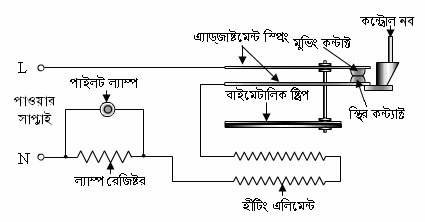 কন্ট্রোল নব
এ্যাডজাষ্টমেন্ট স্প্রিং
মুভিং কন্টাক্ট
L
পাইলট ল্যাম্প
বাইমেটালিক ষ্ট্রিপ
স্থির কন্ট্যাক্ট
পাওয়ার
সাপ্লাই
N
ল্যাম্প রেজিষ্টর
হীটিং এলিমেন্ট